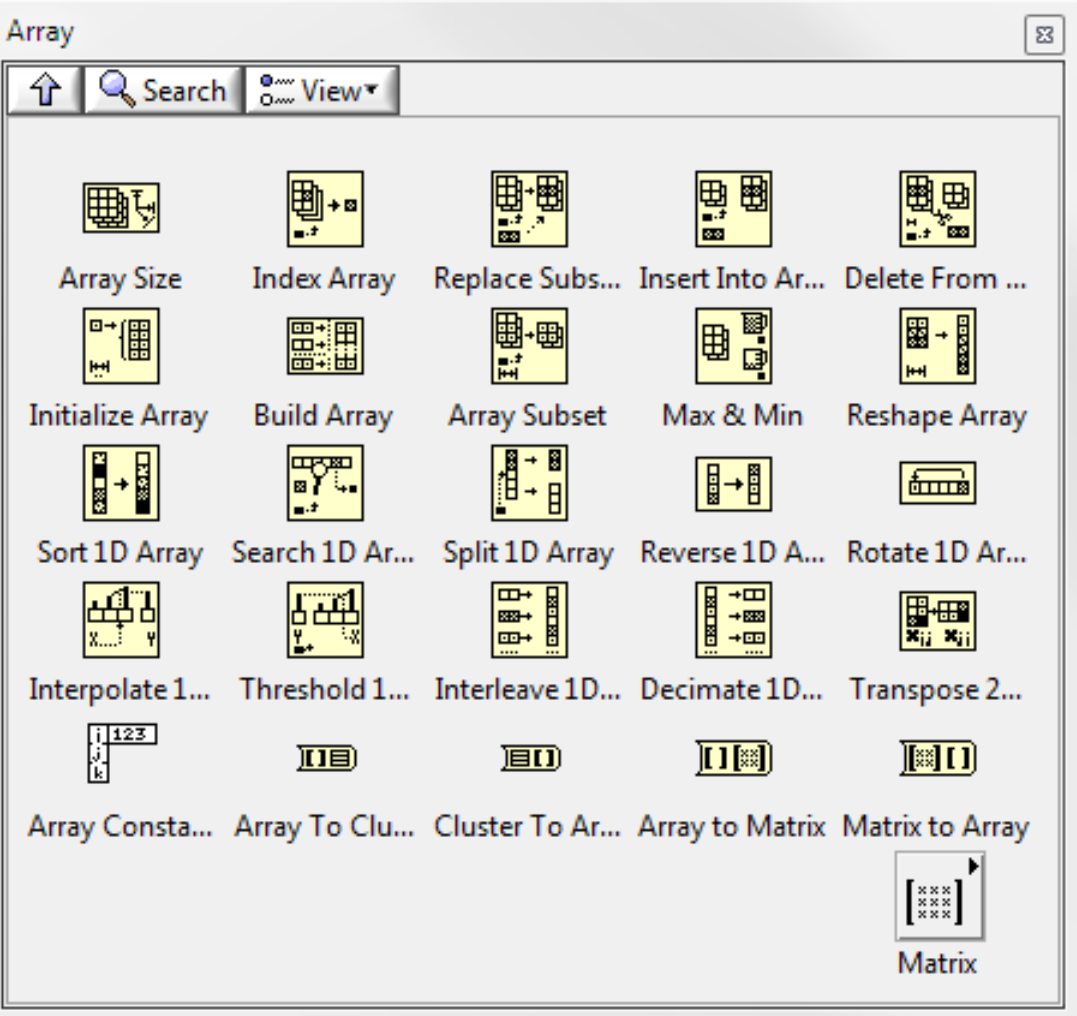 Array
Search View
Array Size Index Array Replace Subs... Insert Into Ar... Delete From ...
Initialize Array Build Array Array Subset Max & Min Reshape Array
Sort 1D Array Search 1D Ar... Split 1D Array Reverse 1D A... Rotate 1D Ar...
X Y Y X X i j X i j
Interpolate 1... Threshold 1... Interleave 1D... Decimate 1D... Transpose 2...
i 123
j
k
Array Consta... Array To Clu... Cluster To Ar... Array to Matrix Matrix to Array
Matrix